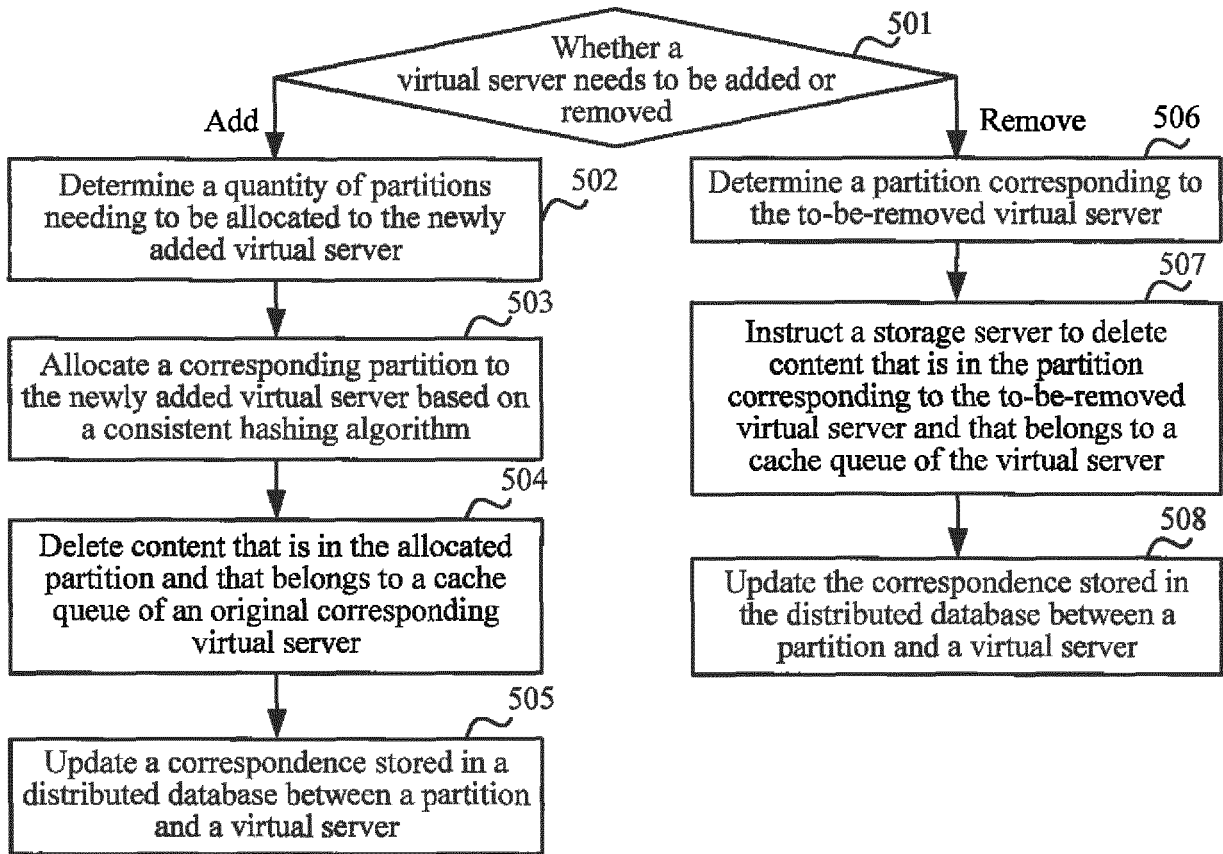 501
Whether a
virtual server needs to be added or
removed
Add
Remove
502
Determine a quantity of partitions
needing to be allocated to the newly
added virtual server
503
Allocate a corresponding partition to
the newly added virtual server based on
a consistent hashing algorithm
504
Delete content that is in the allocated
partition and that belongs to a cache
queue of an original corresponding
virtual server
505
Update a correspondence stored in a
distributed database between a partition
and a virtual server
506
Determine a partition corresponding to
the to-be-removed virtual server
507
Instruct a storage server to delete
content that is in the partition
corresponding to the to-be-removed
virtual server and that belongs to a
cache queue of the virtual server
508
Update the correspondence stored in
the distributed database between a
partition and a virtual server